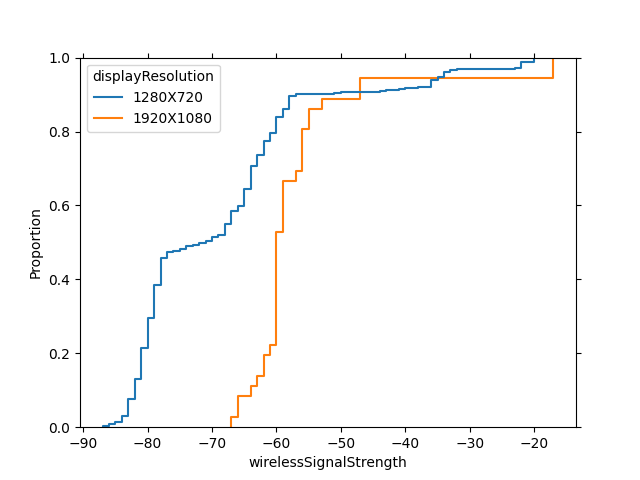 displayResolution
1280X720
1920X1080
1.0
0.8
0.6
0.4
0.2
0.0
Proportion
−90 −80 −70 −60 −50 −40 −30 −20
wirelessSignalStrength